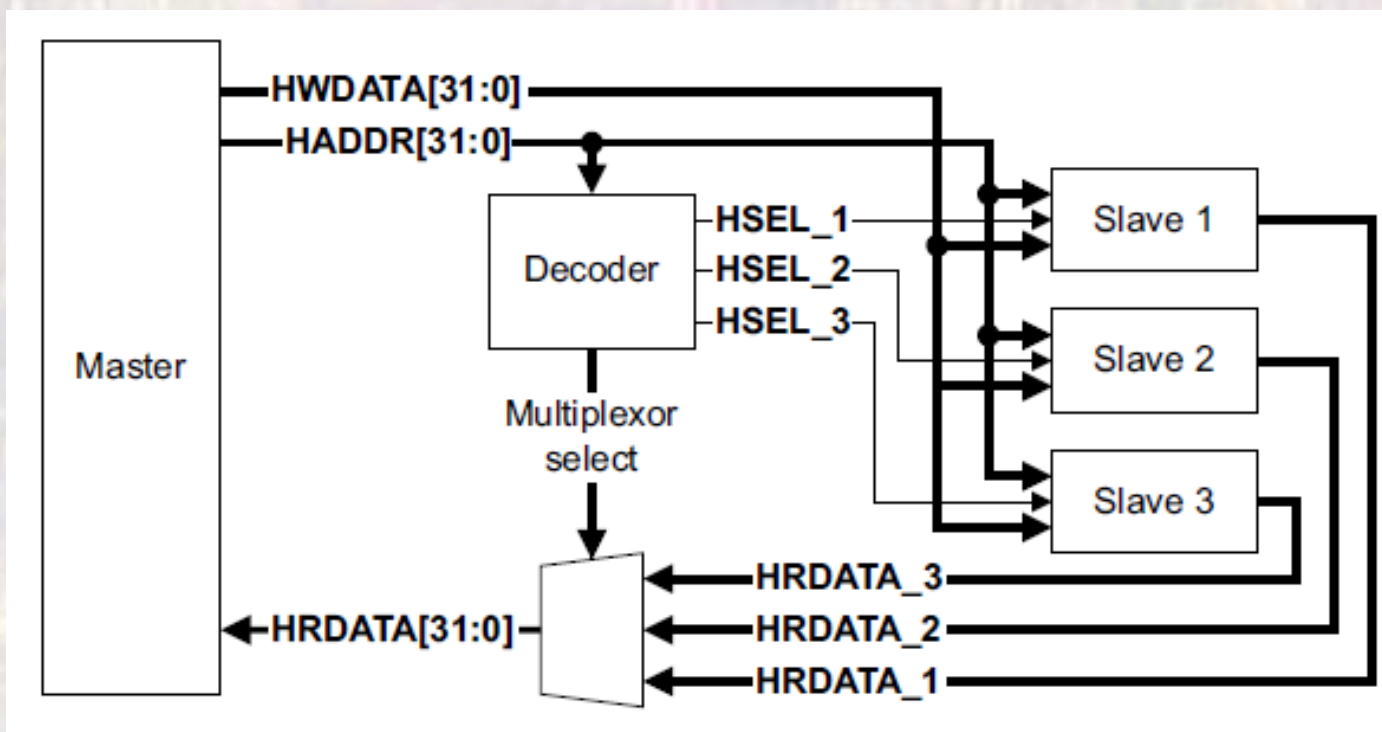 HWDATA[31:0]
HADDR[31:0]
HSEL_1
Slave 1
Decoder
HSEL_2
HSEL_3
Master
Slave 2
Multiplexor
select
Slave 3
HRDATA_3
HRDATA[31:0]
HRDATA_2
HRDATA_1